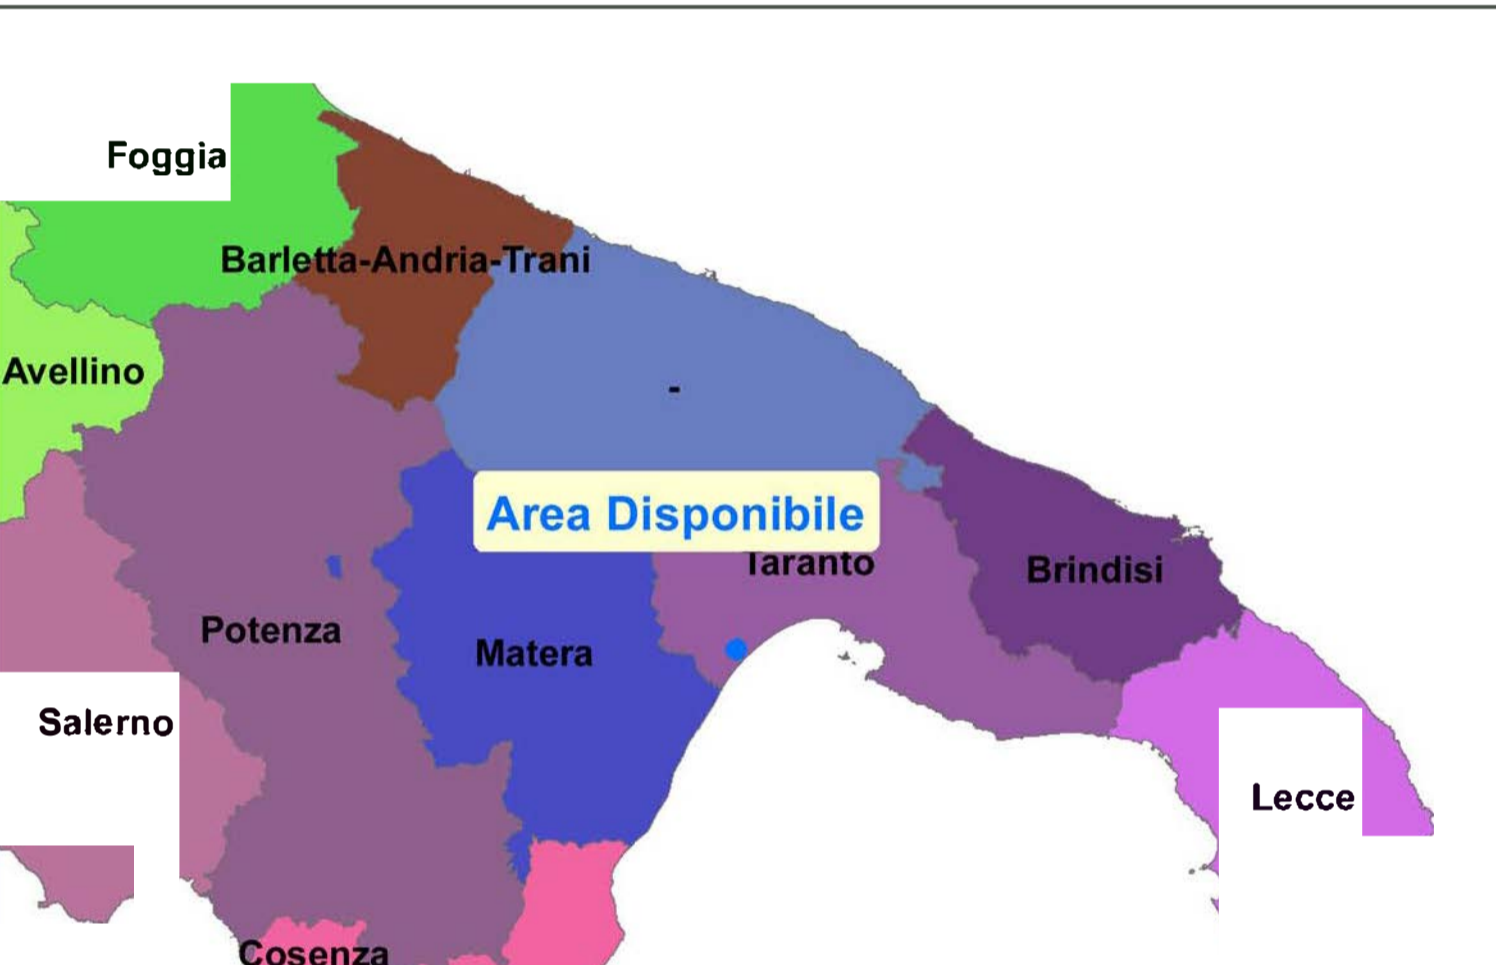 Foggia
Barletta-Andria-Trani
Avellino
-
Area Disponibile
Taranto
Brindisi
Potenza
Matera
Salerno
Lecce
Cosenza